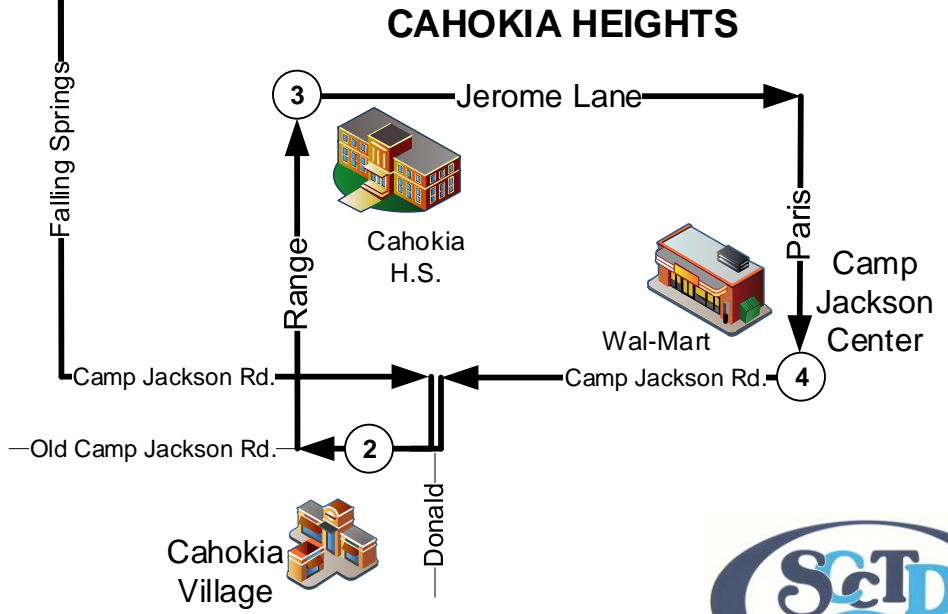 CAHOKIA HEIGHTS
Falling Springs
3
Jerome Lane
Paris
Range
Cahokia
H.S.
Wal-Mart
Camp
Jackson
Center
Camp Jackson Rd.
Camp Jackson Rd.
4
Old Camp Jackson Rd.
2
Donald
Cahokia
Village
SCCTD